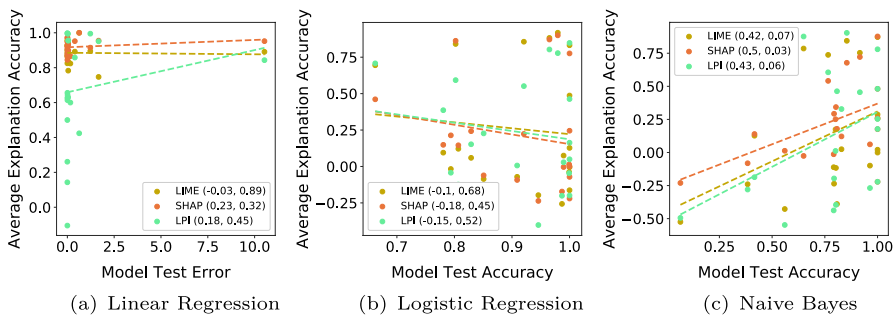 Average Explanation Accuracy
1.0
0.8
0.6
0.4
0.2
0.0
LIME (-0.03, 0.89)
SHAP (0.23, 0.32)
LPI (0.18, 0.45)
0.0 2.5 5.0 7.5 10.0
Model Test Error
(a) Linear Regression
Average Explanation Accuracy
0.75
0.50
0.25
0.00
−0.25
LIME (-0.1, 0.68)
SHAP (-0.18, 0.45)
LPI (-0.15, 0.52)
0.7 0.8 0.9 1.0
Model Test Accuracy
(b) Logistic Regression
Average Explanation Accuracy
0.75
0.50
0.25
0.00
−0.25
−0.50
LIME (0.42, 0.07)
SHAP (0.5, 0.03)
LPI (0.43, 0.06)
0.25 0.50 0.75 1.00
Model Test Accuracy
(c) Naive Bayes